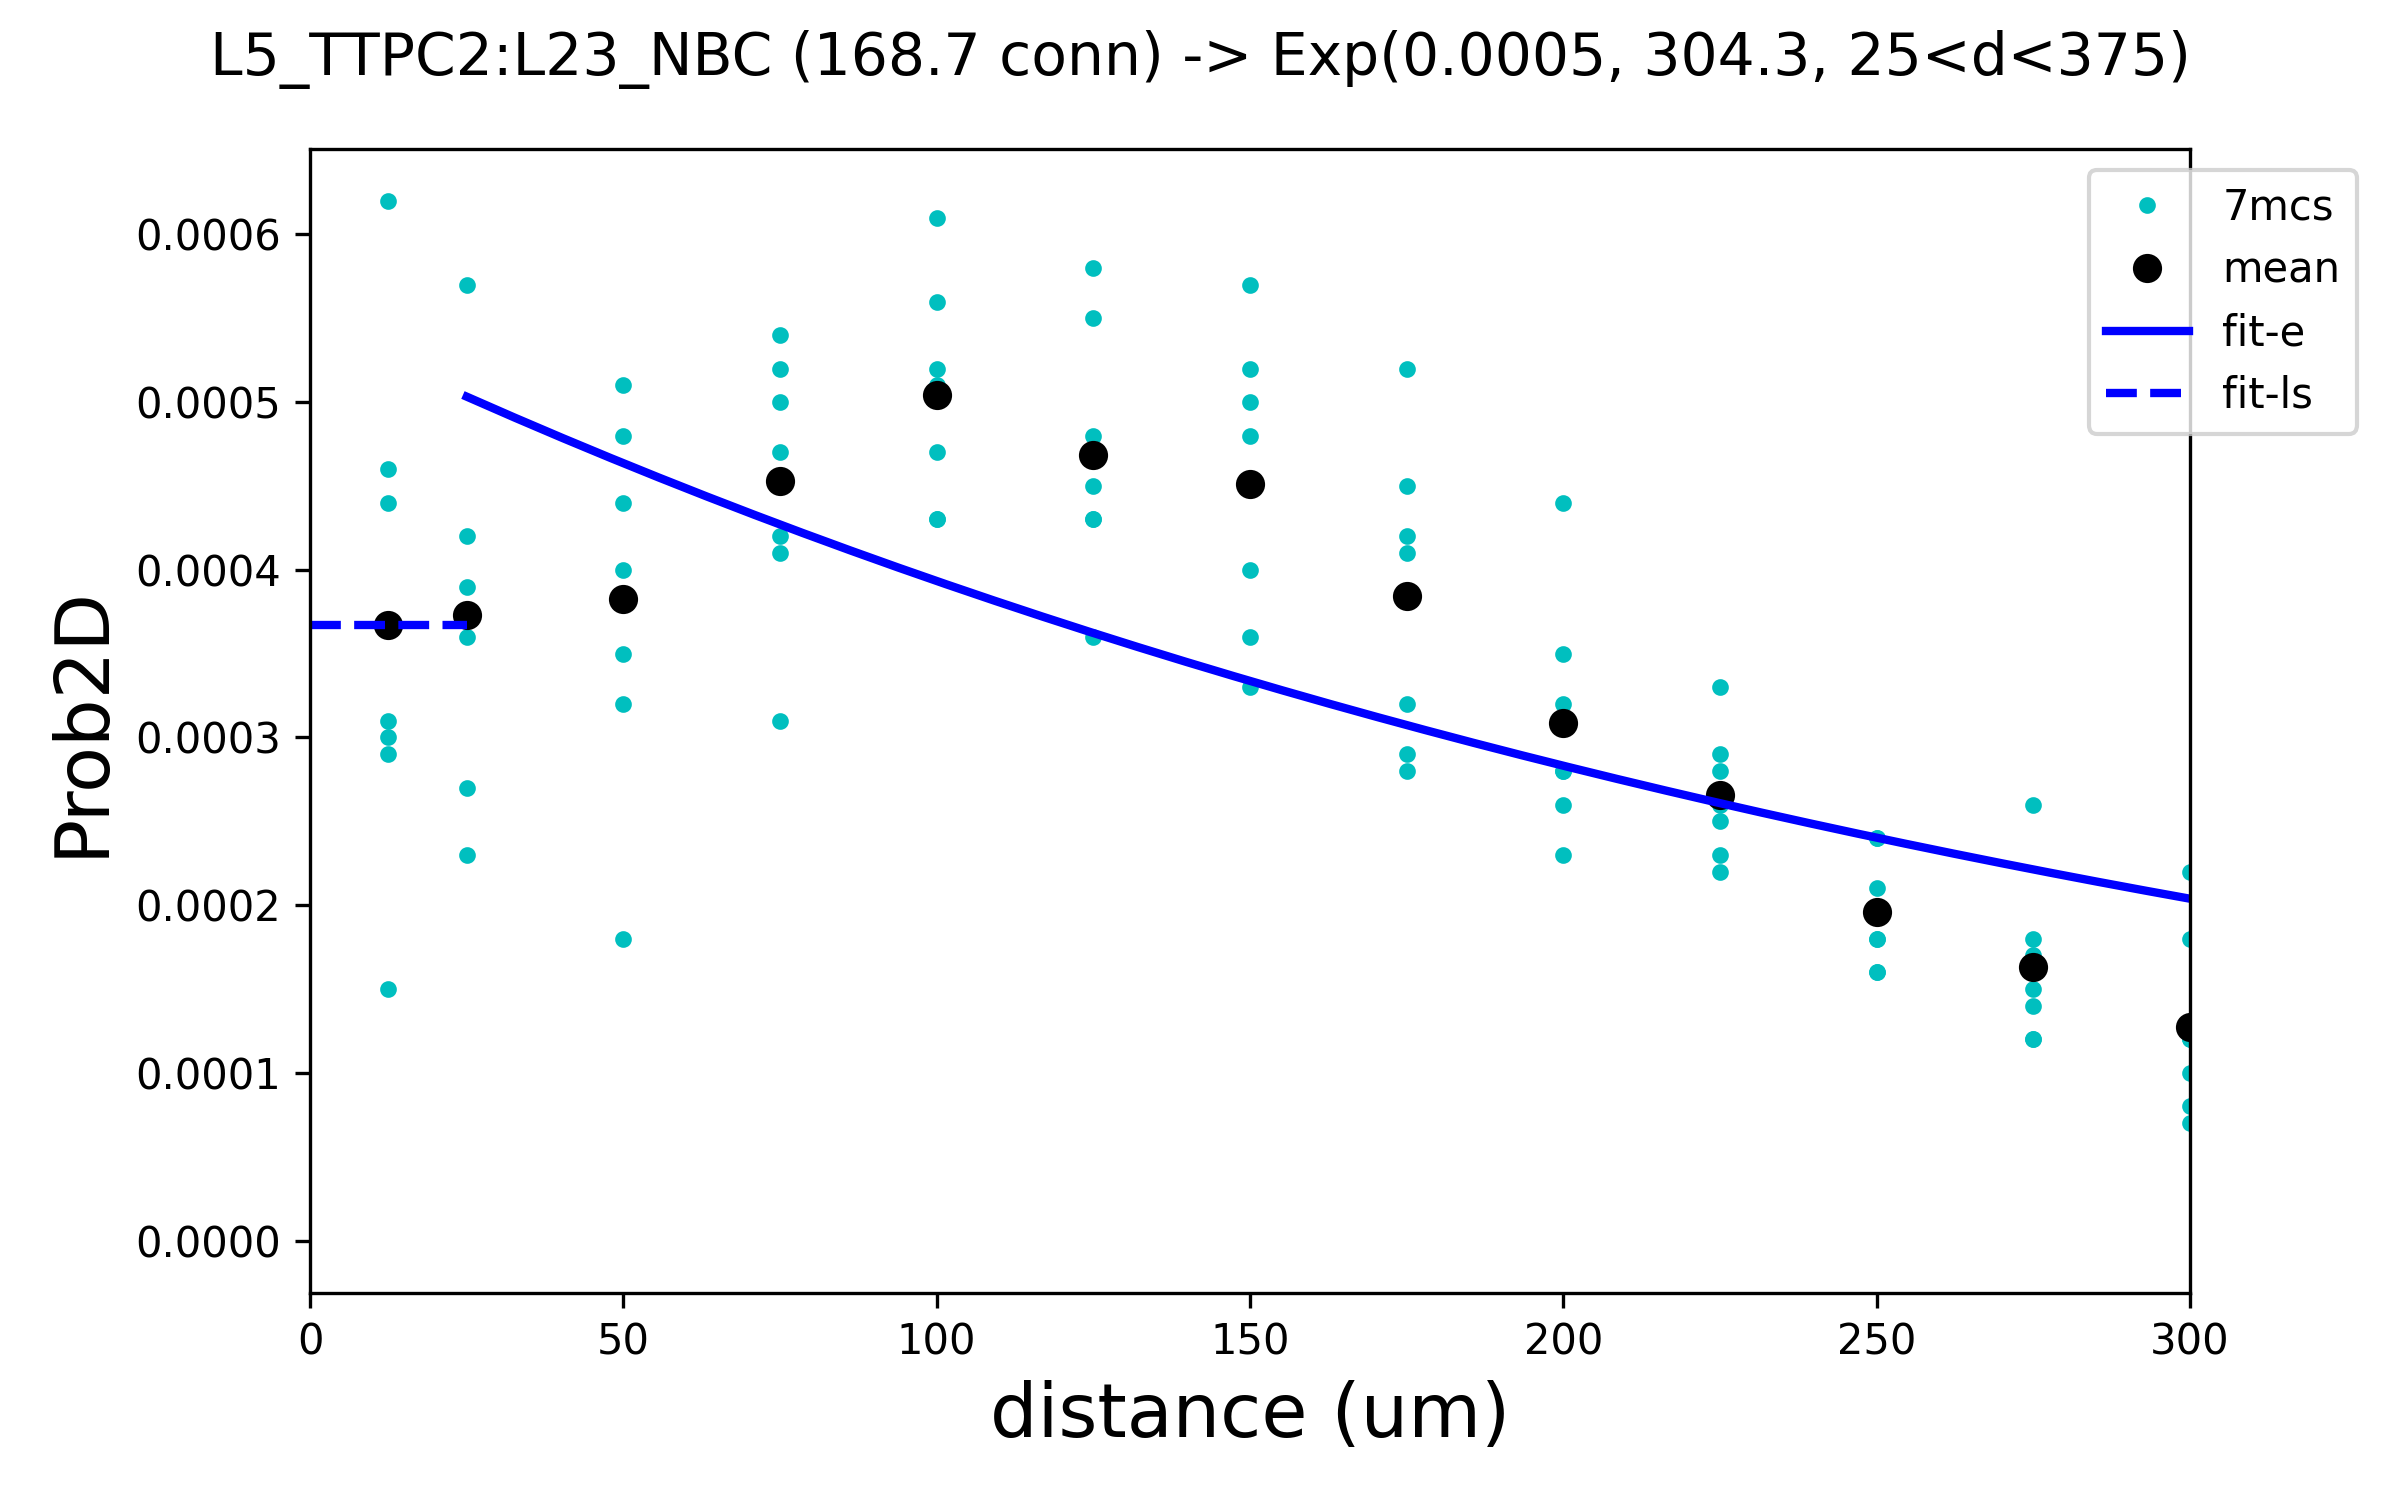 L5_TTPC2:L23_NBC (168.7 conn) -> Exp(0.0005, 304.3, 25<d<375)
7mcs
mean
fit-e
fit-ls
Prob2D
0.0006
0.0005
0.0004
0.0003
0.0002
0.0001
0.0000
0 50 100 150 200 250 300
distance (um)